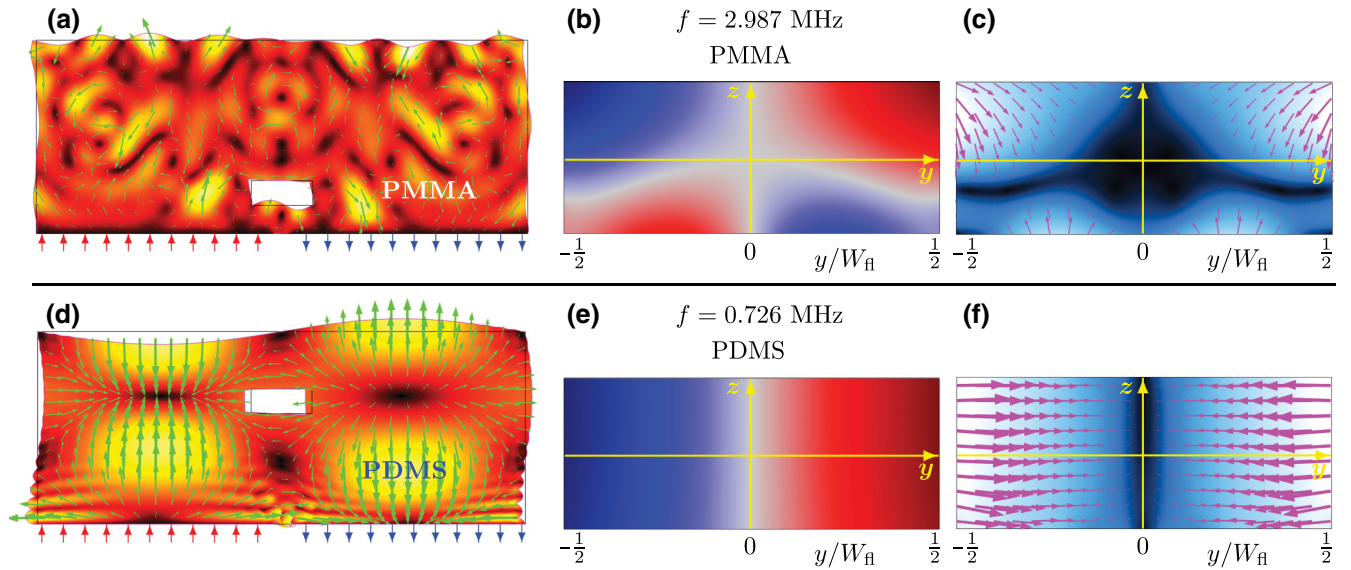 (a)
PMMA
(b)
f = 2.987 MHz
PMMA
z
y
-1/2 0 y/W_fl 1/2
(c)
z
y
-1/2 0 y/W_fl 1/2
(d)
PDMS
(e)
f = 0.726 MHz
PDMS
z
y
-1/2 0 y/W_fl 1/2
(f)
z
y
-1/2 0 y/W_fl 1/2